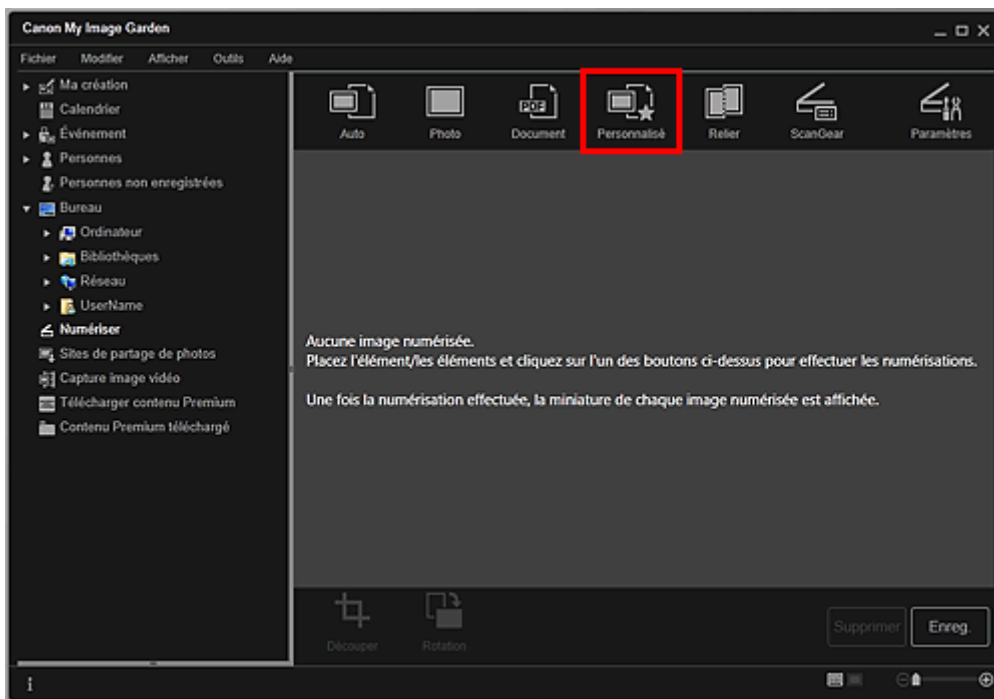 Canon My Image Garden
Fichier Modifier Afficher Outils Aide
Ma création
Calendrier
Événement
Personnes
Personnes non enregistrées
Bureau
Ordinateur
Bibliothèques
Réseau
UserName
Numériser
Sites de partage de photos
Capture image vidéo
Télécharger contenu Premium
Contenu Premium téléchargé
Auto Photo PDF Document Personnalisé Relier ScanGear Paramètres
Aucune image numérisée.
Placez l'élément/les éléments et cliquez sur l'un des boutons ci-dessus pour effectuer les numérisations.
Une fois la numérisation effectuée, la miniature de chaque image numérisée est affichée.
Découper Rotation Supprimer Enreg.